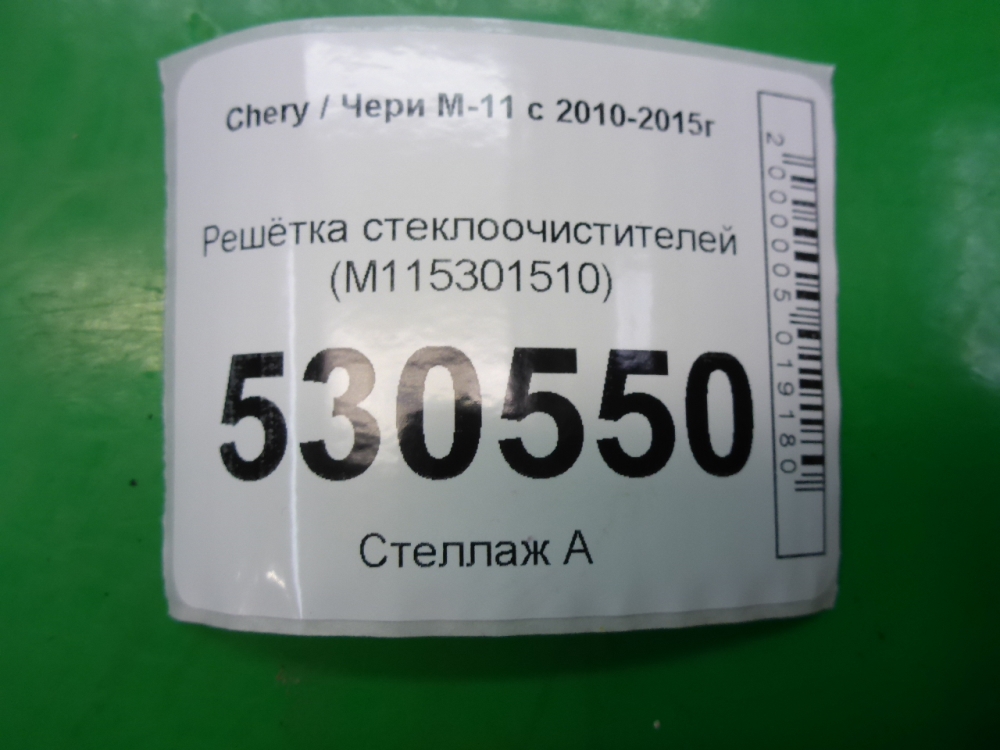 Chery / Чери М-11 с 2010-2015г
Решётка стеклоочистителей
(M115301510)
530550
Стеллаж А
2000005019180